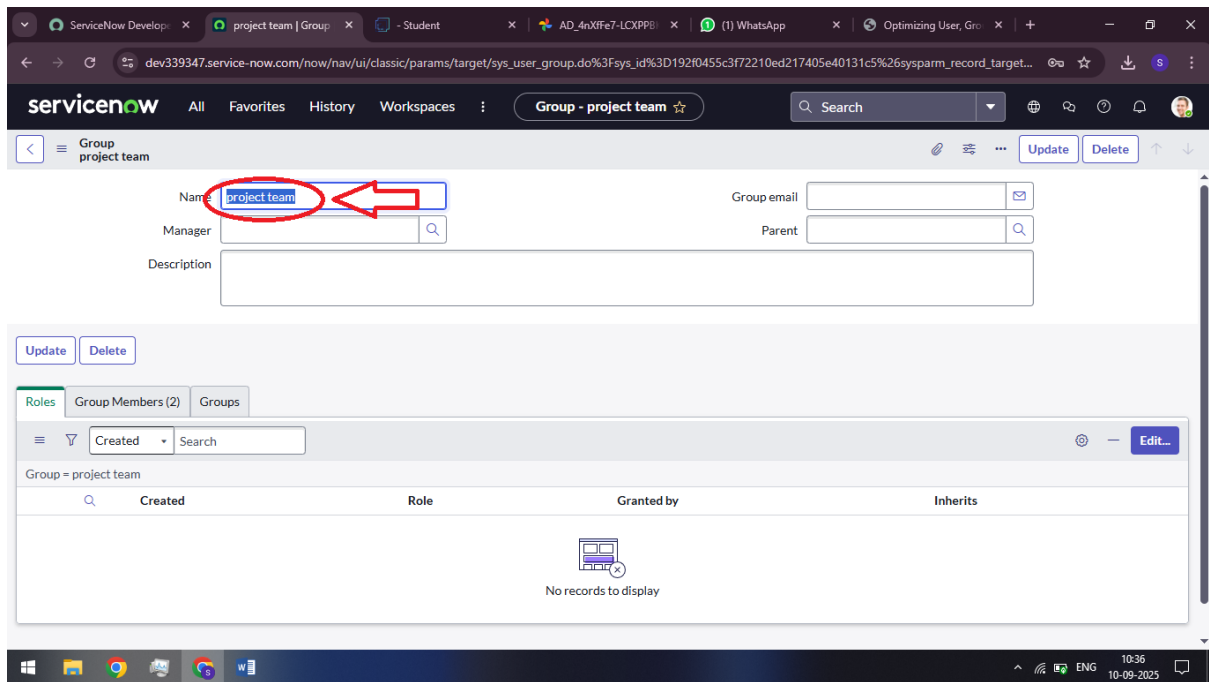 ServiceNow Develope
project team | Group
- Student
AD_4nXfFe7-LCXPPB
(1) WhatsApp
Optimizing User, Gro
dev339347.service-now.com/now/nav/ui/classic/params/target/sys_user_group.do%3Fsys_id%3D192f0455c3f72210ed217405e40131c5%26sysparm_record_target...
S
servicenow
All
Favorites
History
Workspaces
Group - project team
Search
Group
project team
Update
Delete
Name
project team
Group email
Manager
Parent
Description
Update
Delete
Roles
Group Members (2)
Groups
Created
Search
Edit...
Group = project team
Created
Role
Granted by
Inherits
No records to display
ENG
10:36
10-09-2025